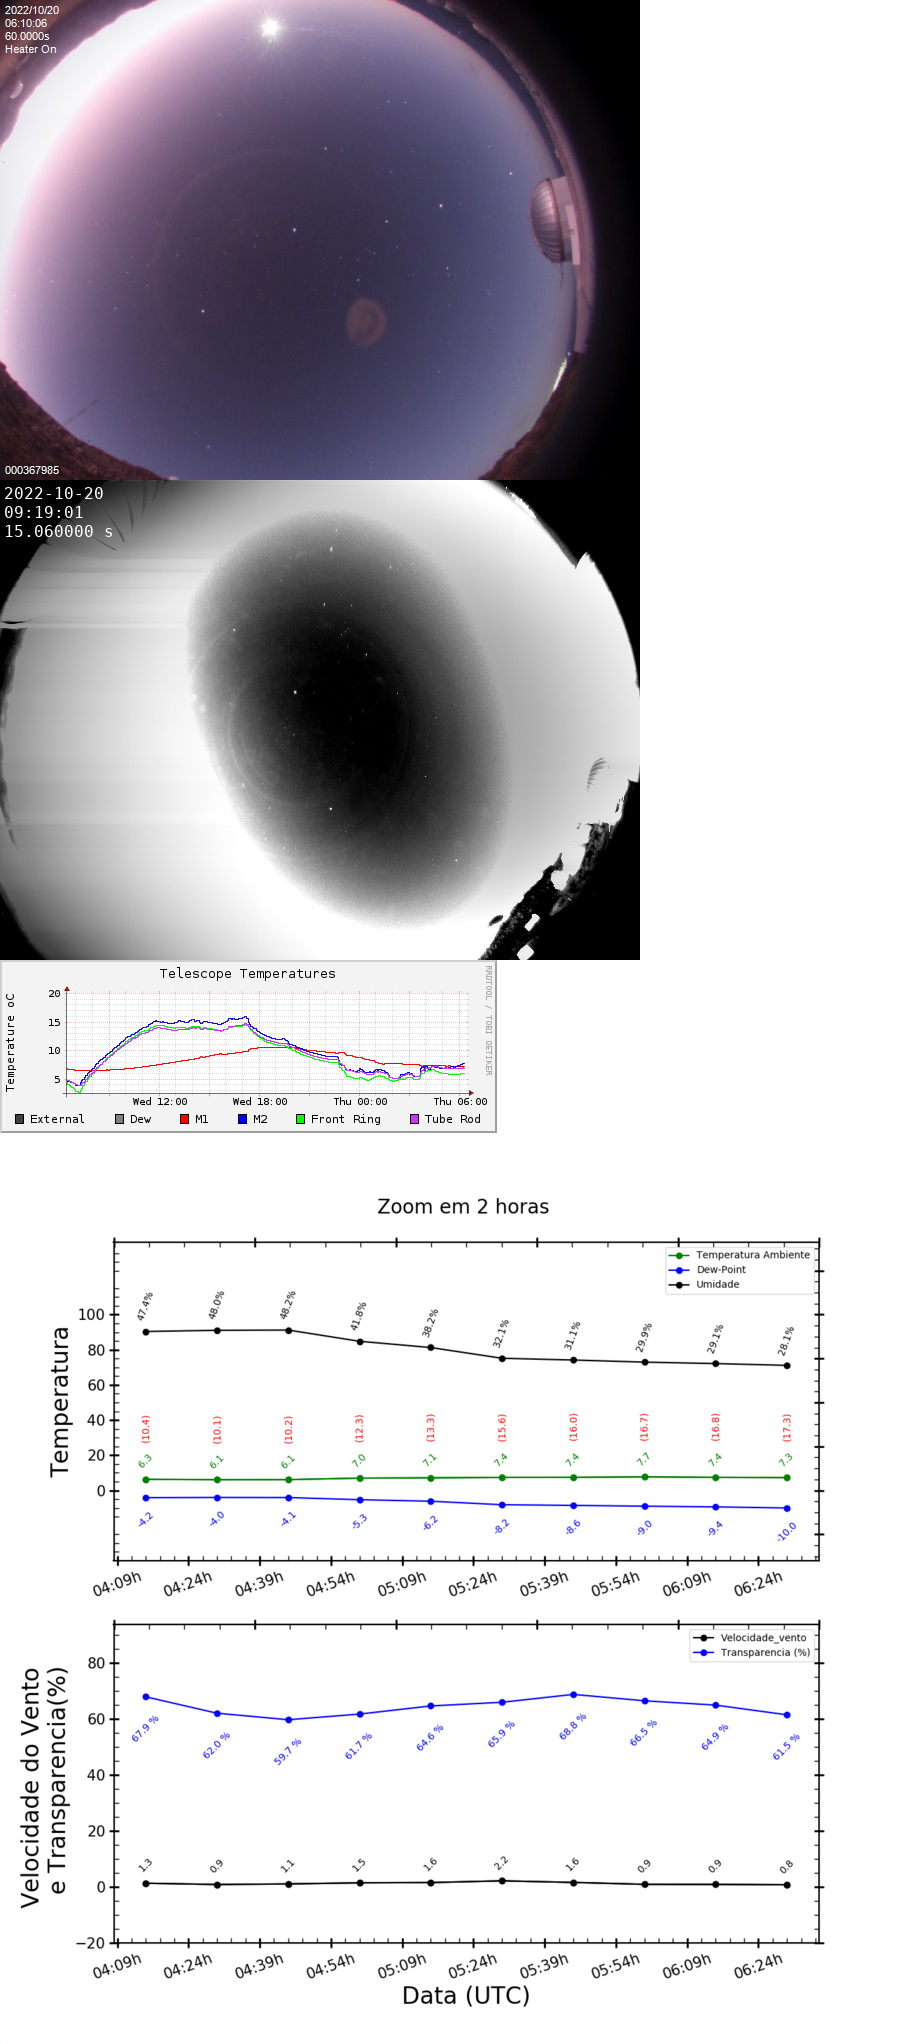 2022/10/20
06:10:06
60.0000s
Heater On
000367985
2022-10-20
09:19:01
15.060000 s
Telescope Temperatures
RRDTOOL / TOBI OETIKER
Temperature oC
20
15
10
5
Wed 12:00 Wed 18:00 Thu 00:00 Thu 06:00
External Dew M1 M2 Front Ring Tube Rod
Zoom em 2 horas
Temperatura Ambiente
Dew-Point
Umidade
Temperatura
100
80
60
40
20
0
47.4% 48.0% 48.2% 41.8% 38.2% 32.1% 31.1% 29.9% 29.1% 28.1%
(10.4) (10.1) (10.2) (12.3) (13.3) (15.6) (16.0) (16.7) (16.8) (17.3)
6.3 6.1 6.1 7.0 7.1 7.4 7.4 7.7 7.4 7.3
-4.2 -4.0 -4.1 -5.3 -6.2 -8.2 -8.6 -9.0 -9.4 -10.0
04:09h 04:24h 04:39h 04:54h 05:09h 05:24h 05:39h 05:54h 06:09h 06:24h
Velocidade_vento
Transparencia (%)
Velocidade do Vento
e Transparencia(%)
80
60
40
20
0
−20
67.9 % 62.0 % 59.7 % 61.7 % 64.6 % 65.9 % 68.8 % 66.5 % 64.9 % 61.5 %
1.3 0.9 1.1 1.5 1.6 2.2 1.6 0.9 0.9 0.8
04:09h 04:24h 04:39h 04:54h 05:09h 05:24h 05:39h 05:54h 06:09h 06:24h
Data (UTC)